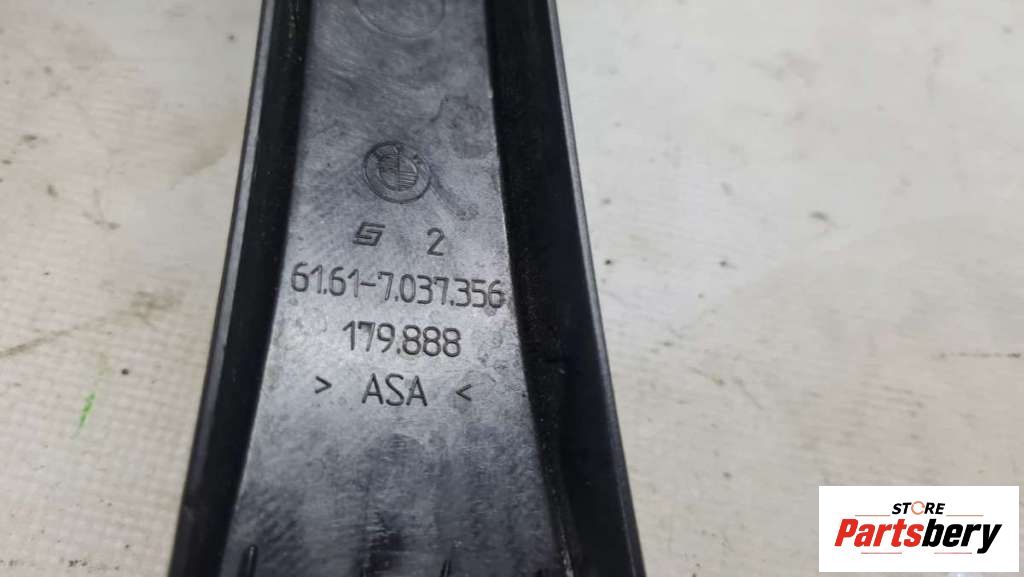 2
61.61-7.037.356
179.888
> ASA <
STORE
Partsbery